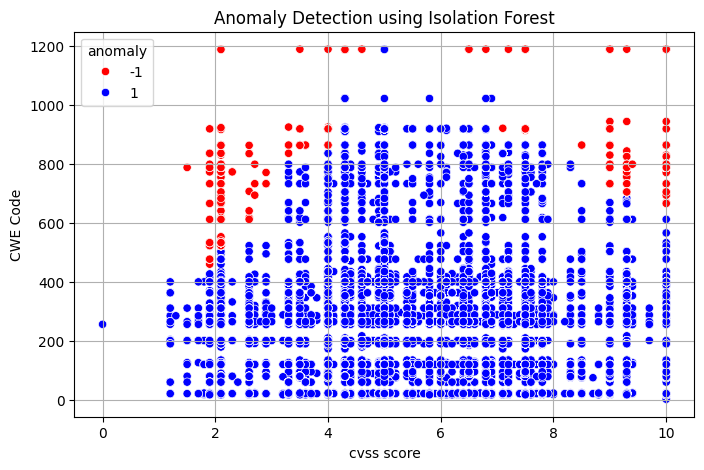 Anomaly Detection using Isolation Forest
anomaly
-1
1
1200
1000
800
600
400
200
0
CWE Code
0 2 4 6 8 10
cvss score